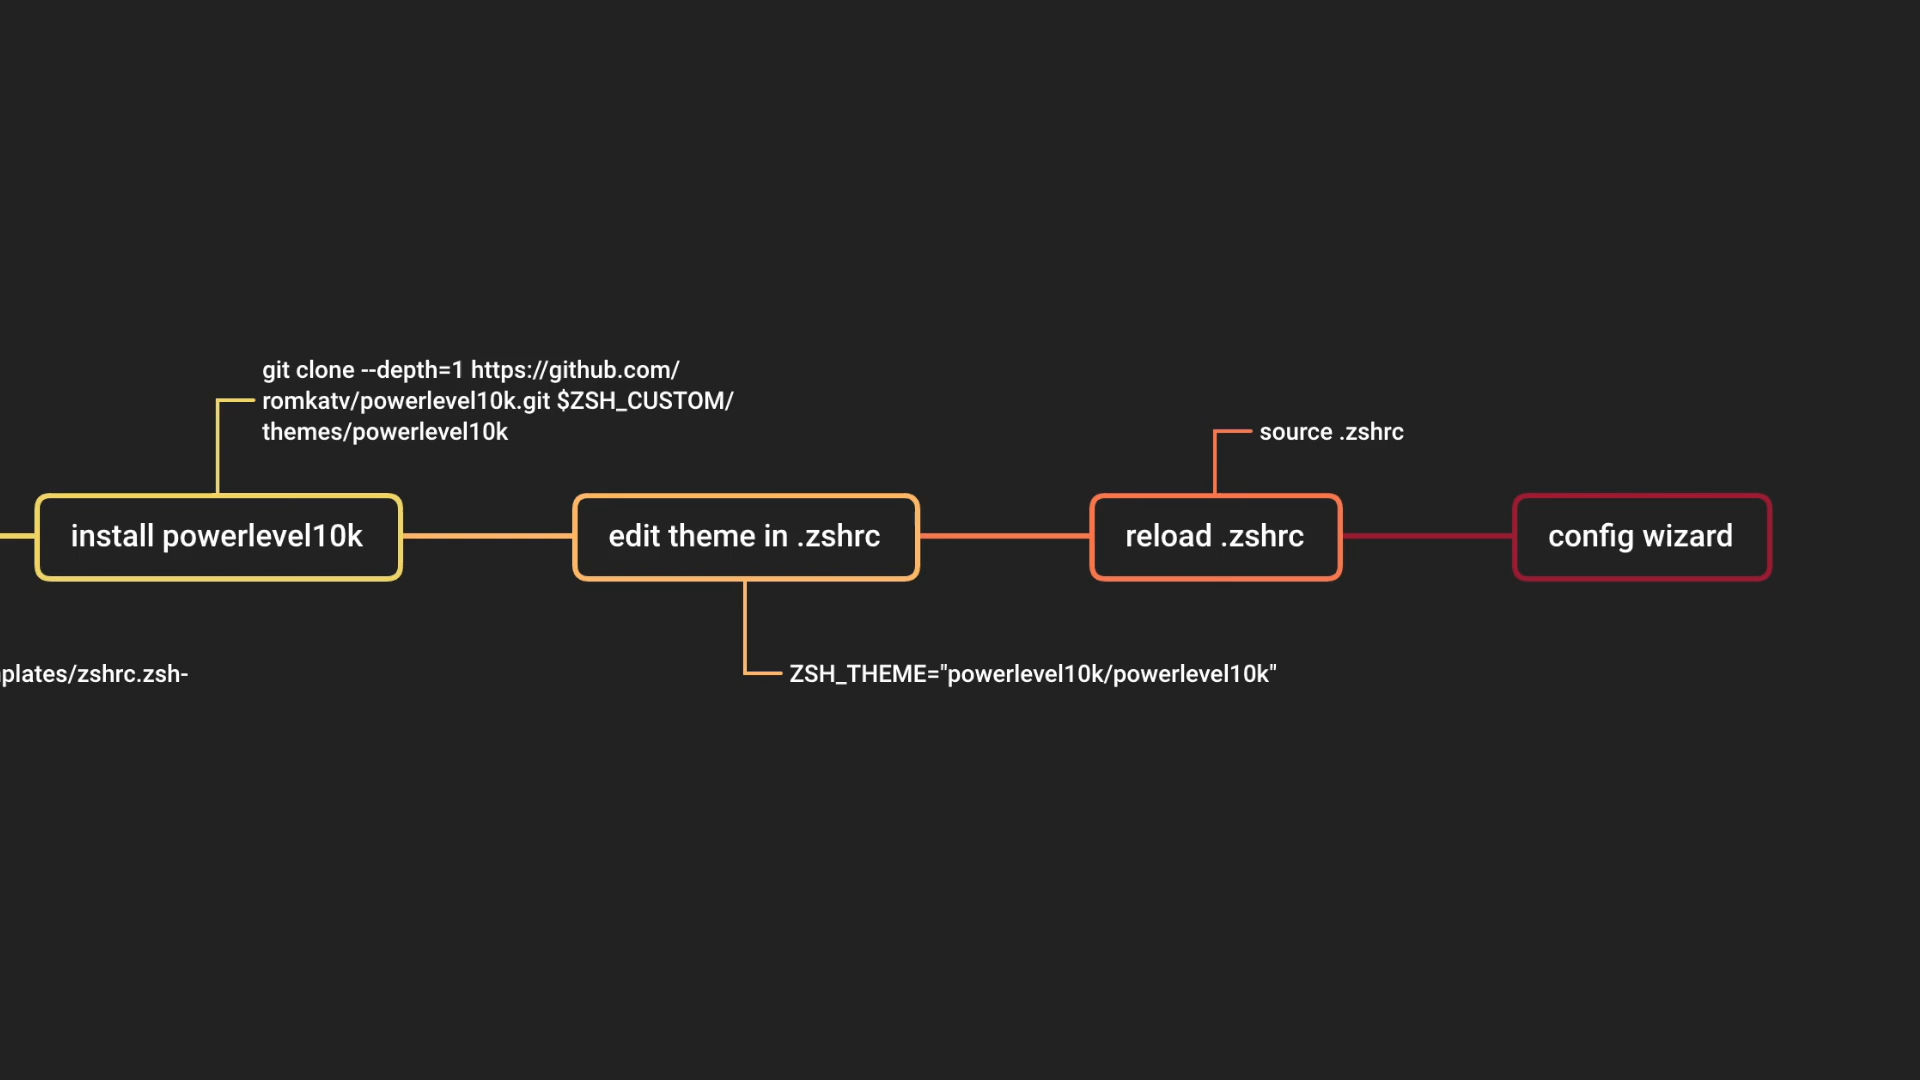 git clone --depth=1 https://github.com/
romkatv/powerlevel10k.git $ZSH_CUSTOM/
themes/powerlevel10k
source .zshrc
install powerlevel10k
edit theme in .zshrc
reload .zshrc
config wizard
plates/zshrc.zsh-
ZSH_THEME="powerlevel10k/powerlevel10k"